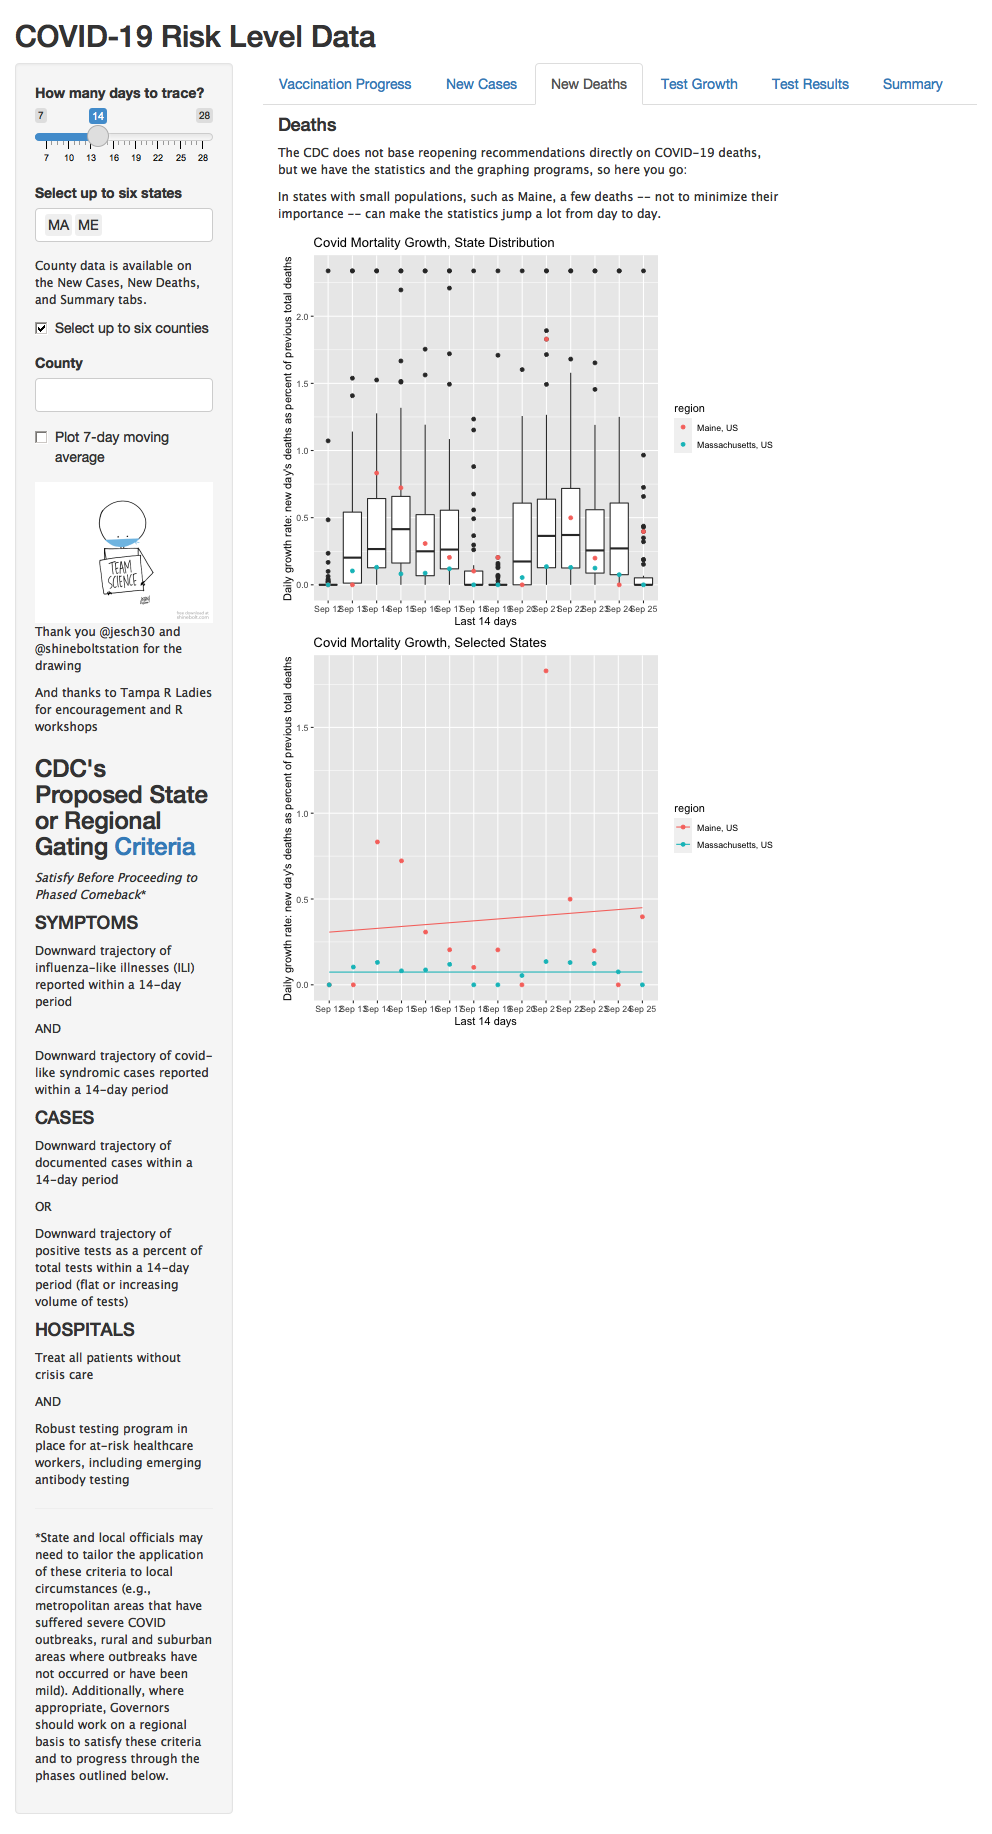 COVID-19 Risk Level Data
How many days to trace?
7 14 28
7 10 13 16 19 22 25 28
Select up to six states
MA ME
County data is available on
the New Cases, New Deaths,
and Summary tabs.
Select up to six counties
County
Plot 7-day moving
average
TEAM
SCIENCE
Thank you @jesch30 and
@shineboltstation for the
drawing
And thanks to Tampa R Ladies
for encouragement and R
workshops
CDC's
Proposed State
or Regional
Gating Criteria
Satisfy Before Proceeding to
Phased Comeback*
SYMPTOMS
Downward trajectory of
influenza-like illnesses (ILI)
reported within a 14-day
period
AND
Downward trajectory of covid-
like syndromic cases reported
within a 14-day period
CASES
Downward trajectory of
documented cases within a
14-day period
OR
Downward trajectory of
positive tests as a percent of
total tests within a 14-day
period (flat or increasing
volume of tests)
HOSPITALS
Treat all patients without
crisis care
AND
Robust testing program in
place for at-risk healthcare
workers, including emerging
antibody testing
*State and local officials may
need to tailor the application
of these criteria to local
circumstances (e.g.,
metropolitan areas that have
suffered severe COVID
outbreaks, rural and suburban
areas where outbreaks have
not occurred or have been
mild). Additionally, where
appropriate, Governors
should work on a regional
basis to satisfy these criteria
and to progress through the
phases outlined below.
Vaccination Progress New Cases New Deaths Test Growth Test Results Summary
Deaths
The CDC does not base reopening recommendations directly on COVID-19 deaths,
but we have the statistics and the graphing programs, so here you go:
In states with small populations, such as Maine, a few deaths -- not to minimize their
importance -- can make the statistics jump a lot from day to day.
Covid Mortality Growth, State Distribution
Daily growth rate: new day's deaths as percent of previous total deaths
2.0
1.5
1.0
0.5
0.0
Sep 12 Sep 13 Sep 14 Sep 15 Sep 16 Sep 17 Sep 18 Sep 19 Sep 20 Sep 21 Sep 22 Sep 23 Sep 24 Sep 25
Last 14 days
region
Maine, US
Massachusetts, US
Covid Mortality Growth, Selected States
Daily growth rate: new day's deaths as percent of previous total deaths
1.5
1.0
0.5
0.0
Sep 12 Sep 13 Sep 14 Sep 15 Sep 16 Sep 17 Sep 18 Sep 19 Sep 20 Sep 21 Sep 22 Sep 23 Sep 24 Sep 25
Last 14 days
region
Maine, US
Massachusetts, US